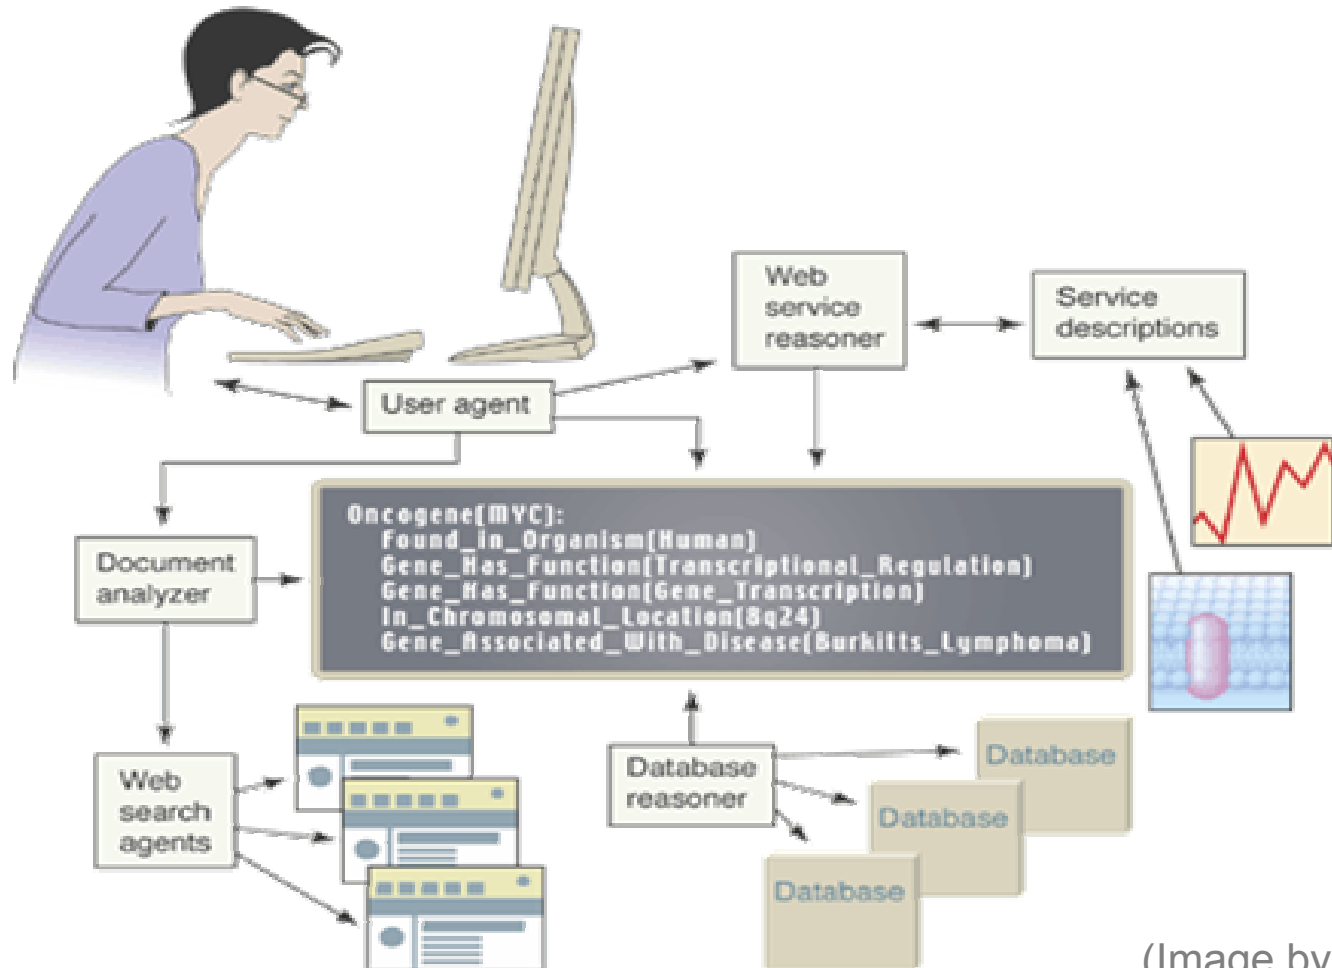 Web
service
reasoner
Service
descriptions
User agent
Oncogene(MYC):
Found_in_Organism(Human)
Gene_Has_Function(Transcriptional_Regulation)
Gene_Has_Function(Gene_Transcription)
In_Chromosomal_Location(8q24)
Gene_Associated_With_Disease(Burkitts_Lymphoma)
Document
analyzer
Web
search
agents
Database
reasoner
Database
Database
Database
(Image by